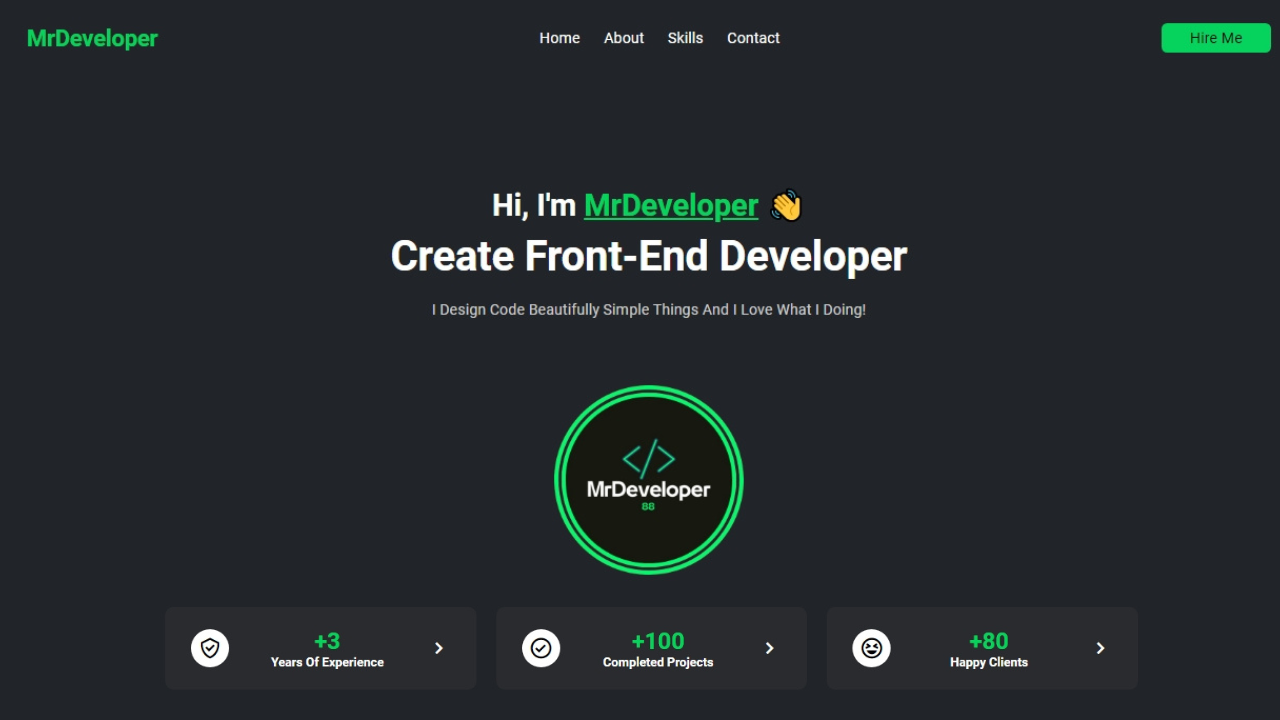 MrDeveloper
Home About Skills Contact
Hire Me
Hi, I'm MrDeveloper 👋
Create Front-End Developer
I Design Code Beautifully Simple Things And I Love What I Doing!
</>
MrDeveloper
88
+3
Years Of Experience
+100
Completed Projects
+80
Happy Clients